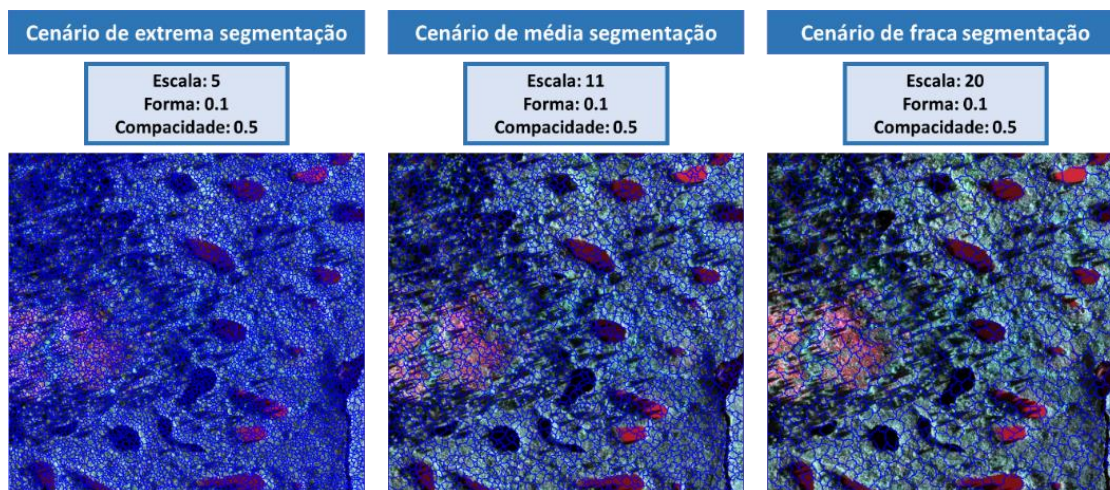 Cenário de extrema segmentação
Escala: 5
Forma: 0.1
Compacidade: 0.5
Cenário de média segmentação
Escala: 11
Forma: 0.1
Compacidade: 0.5
Cenário de fraca segmentação
Escala: 20
Forma: 0.1
Compacidade: 0.5